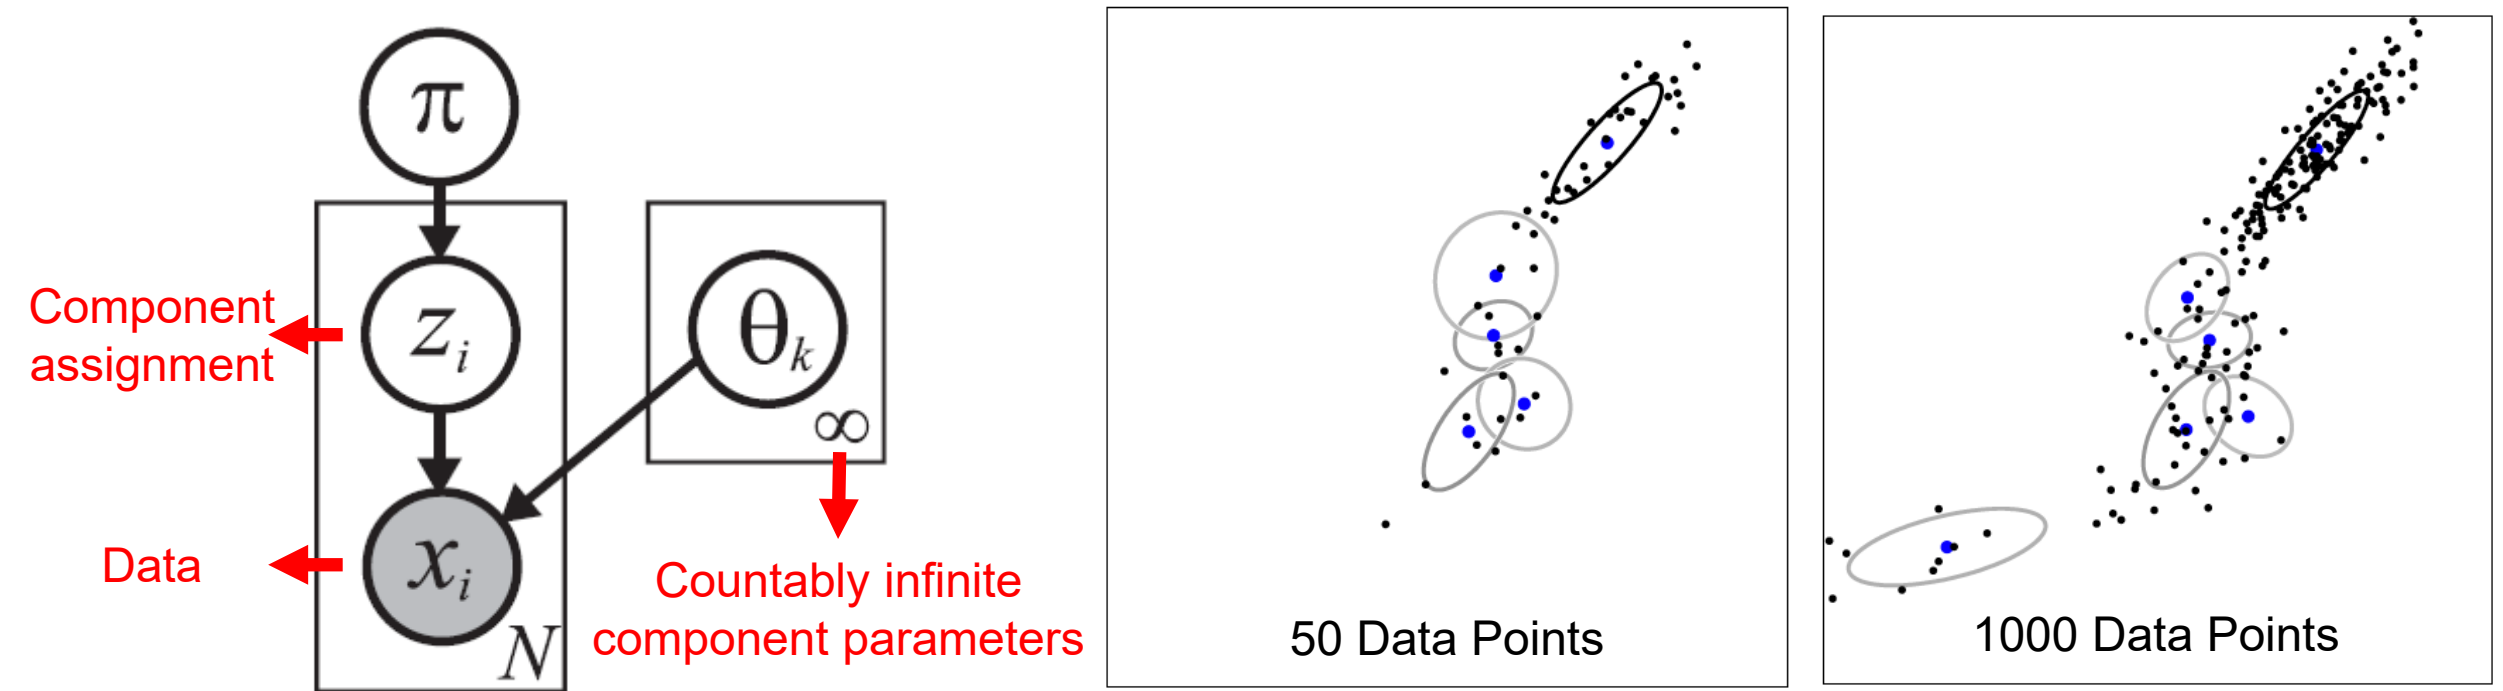 π
Component
assignment
z_i
θ_k
∞
Data
x_i
N
Countably infinite
component parameters
50 Data Points
1000 Data Points